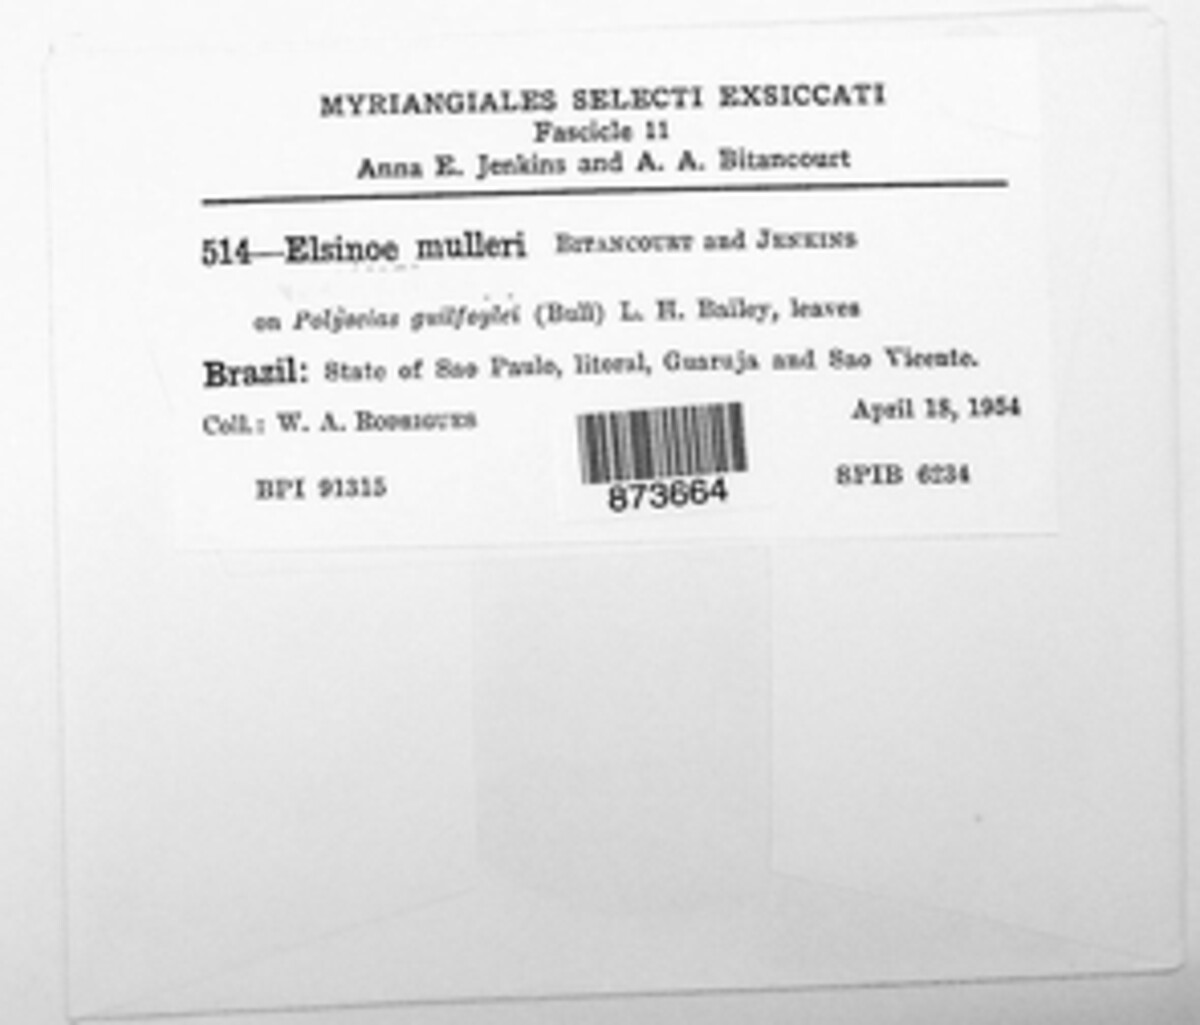 MYRIANGIALES SELECTI EXSICCATI
Fascicle 11
Anna E. Jenkins and A. A. Bitancourt
514—Elsinoe mulleri BITANCOURT and JENKINS
on Polyscias guilfoylei (Bull) L. H. Bailey, leaves
Brazil: State of Sao Paulo, litoral, Guaruja and Sao Vicente.
Coll.: W. A. RODRIGUES
April 18, 1954
BPI 91315
873664
SPIB 6234